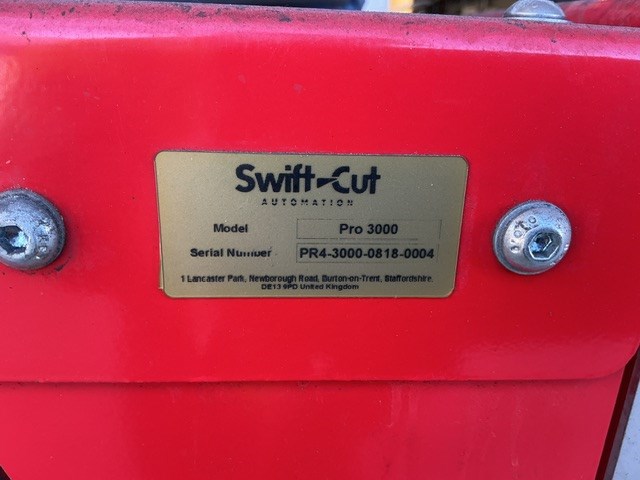 Swift-Cut
AUTOMATION
Model Pro 3000
Serial Number PR4-3000-0818-0004
1 Lancaster Park, Newborough Road, Burton-on-Trent, Staffordshire
DE13 9PD United Kingdom